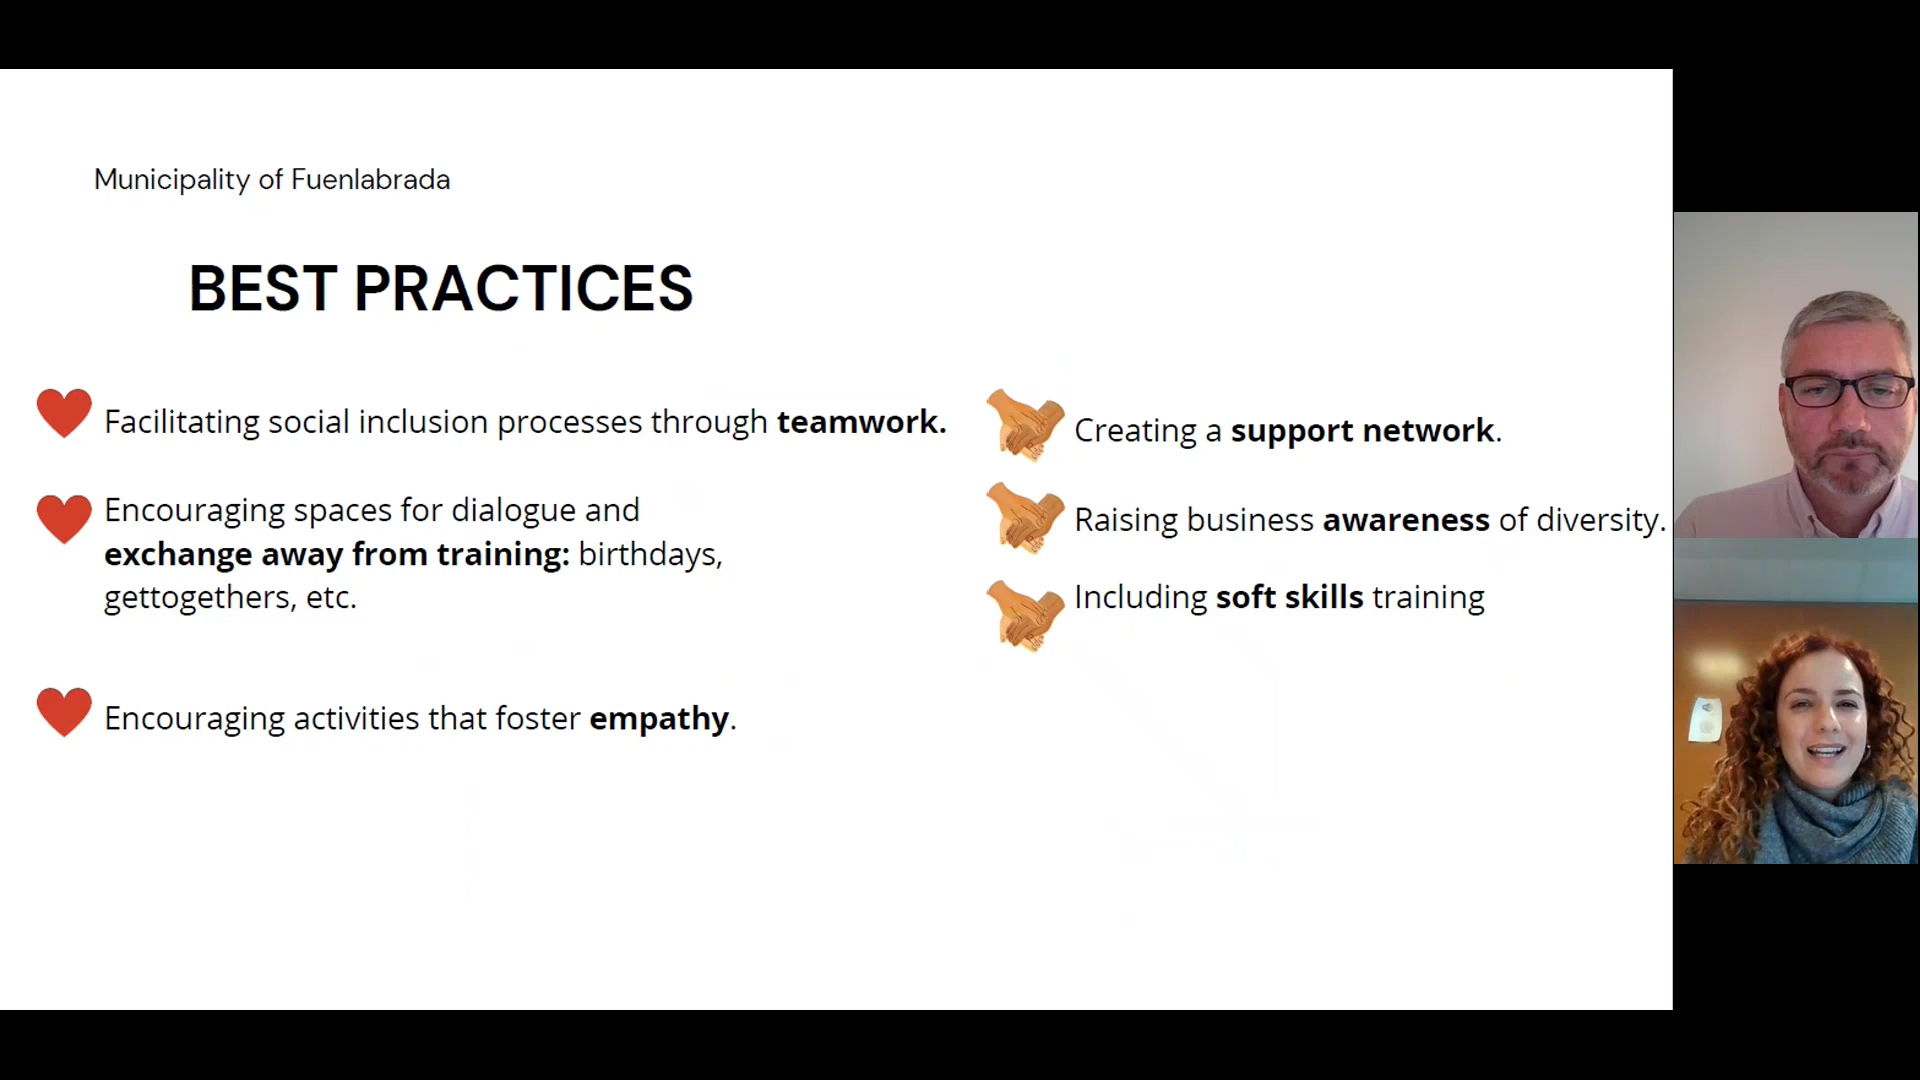 Municipality of Fuenlabrada
BEST PRACTICES
Facilitating social inclusion processes through teamwork.
Encouraging spaces for dialogue and
exchange away from training: birthdays,
gettogethers, etc.
Encouraging activities that foster empathy.
Creating a support network.
Raising business awareness of diversity.
Including soft skills training